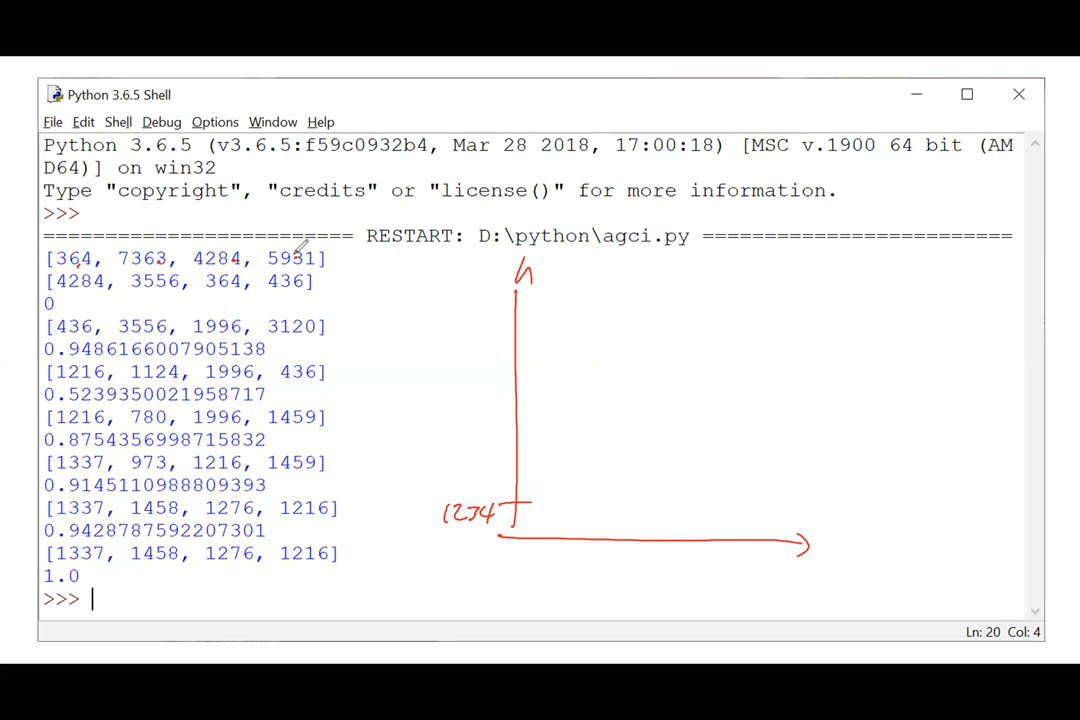 Python 3.6.5 Shell
File Edit Shell Debug Options Window Help
Python 3.6.5 (v3.6.5:f59c0932b4, Mar 28 2018, 17:00:18) [MSC v.1900 64 bit (AM
D64)] on win32
Type "copyright", "credits" or "license()" for more information.
>>>
========================= RESTART: D:\python\agci.py =========================
[364, 7363, 4284, 5931]
[4284, 3556, 364, 436]
0
[436, 3556, 1996, 3120]
0.9486166007905138
[1216, 1124, 1996, 436]
0.5239350021958717
[1216, 780, 1996, 1459]
0.8754356998715832
[1337, 973, 1216, 1459]
0.9145110988809393
[1337, 1458, 1276, 1216]
0.9428787592207301
[1337, 1458, 1276, 1216]
1.0
>>>
1234
Ln: 20 Col: 4